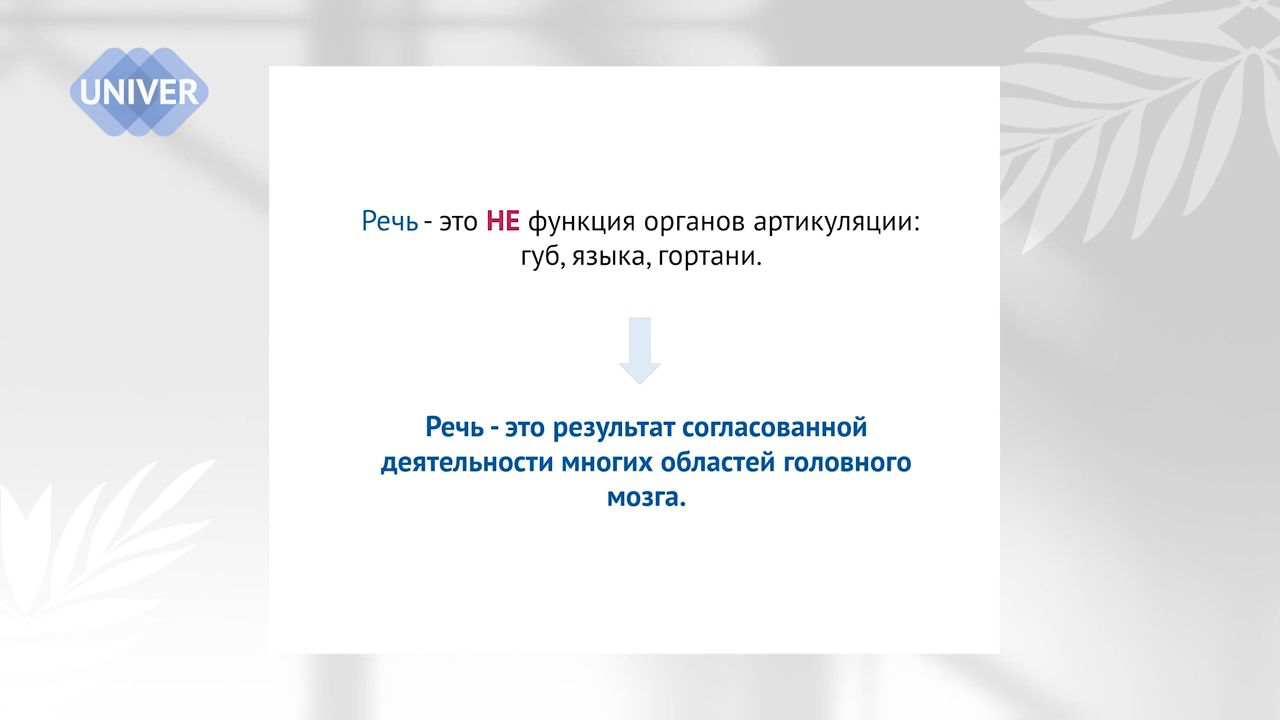 UNIVER
Речь - это НЕ функция органов артикуляции:
губ, языка, гортани.
Речь - это результат согласованной
деятельности многих областей головного
мозга.